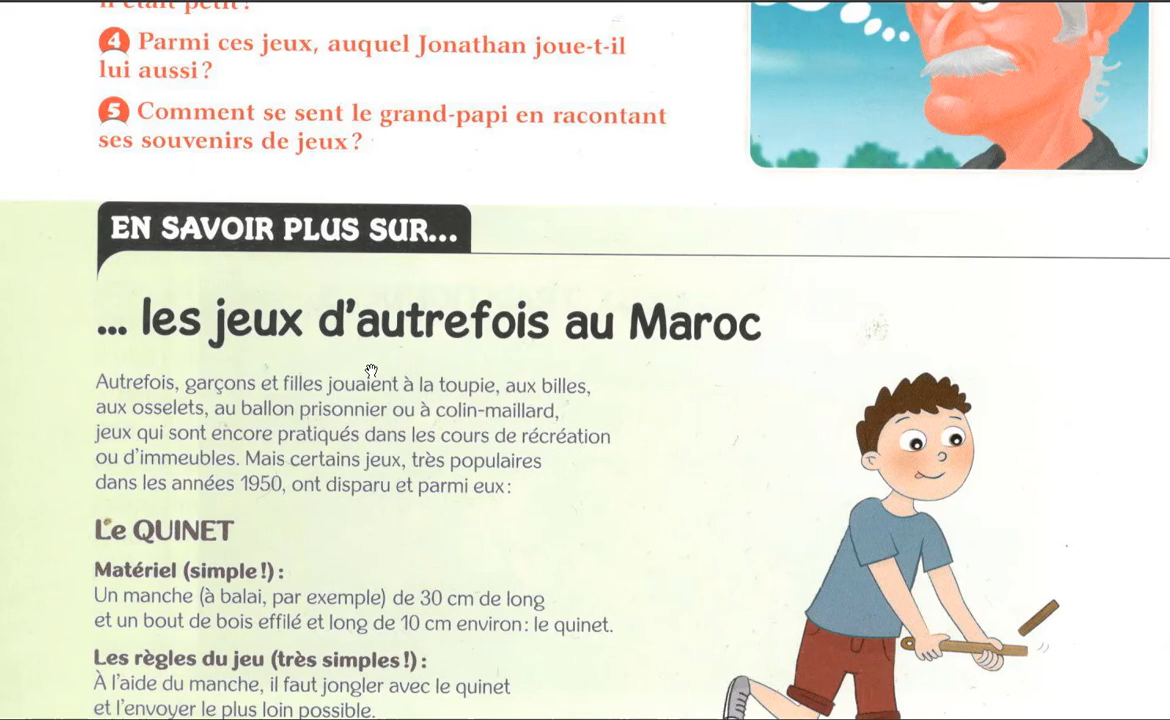 il était petit ?
4 Parmi ces jeux, auquel Jonathan joue-t-il
lui aussi ?
5 Comment se sent le grand-papi en racontant
ses souvenirs de jeux ?
EN SAVOIR PLUS SUR...
... les jeux d'autrefois au Maroc
Autrefois, garçons et filles jouaient à la toupie, aux billes,
aux osselets, au ballon prisonnier ou à colin-maillard,
jeux qui sont encore pratiqués dans les cours de récréation
ou d'immeubles. Mais certains jeux, très populaires
dans les années 1950, ont disparu et parmi eux :
Le QUINET
Matériel (simple !) :
Un manche (à balai, par exemple) de 30 cm de long
et un bout de bois effilé et long de 10 cm environ : le quinet.
Les règles du jeu (très simples !) :
À l'aide du manche, il faut jongler avec le quinet
et l'envoyer le plus loin possible.